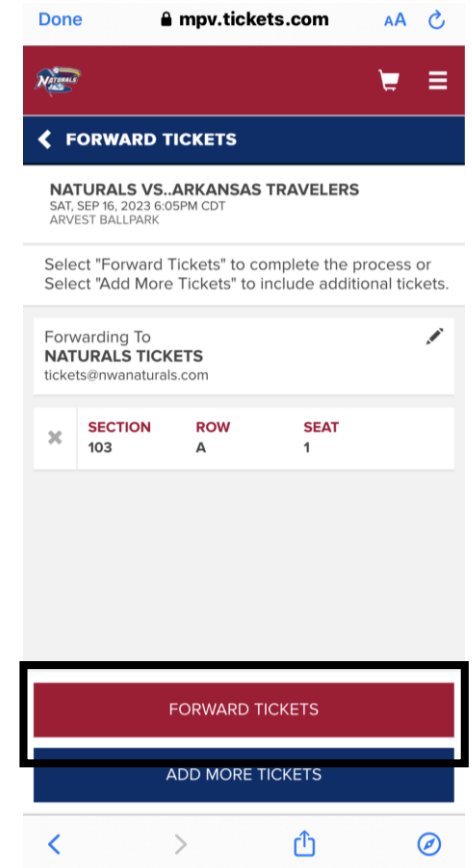 Done mpv.tickets.com AA
NATURALS
FORWARD TICKETS
NATURALS VS..ARKANSAS TRAVELERS
SAT, SEP 16, 2023 6:05PM CDT
ARVEST BALLPARK
Select "Forward Tickets" to complete the process or
Select "Add More Tickets" to include additional tickets.
Forwarding To
NATURALS TICKETS
tickets@nwanaturals.com
SECTION ROW SEAT
103 A 1
FORWARD TICKETS
ADD MORE TICKETS